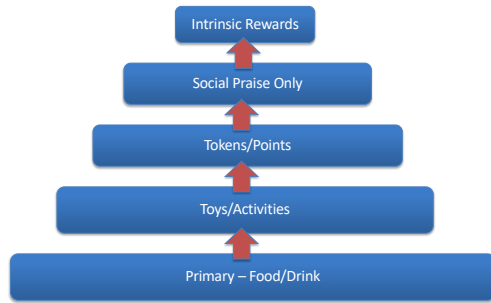 Intrinsic Rewards
Social Praise Only
Tokens/Points
Toys/Activities
Primary – Food/Drink